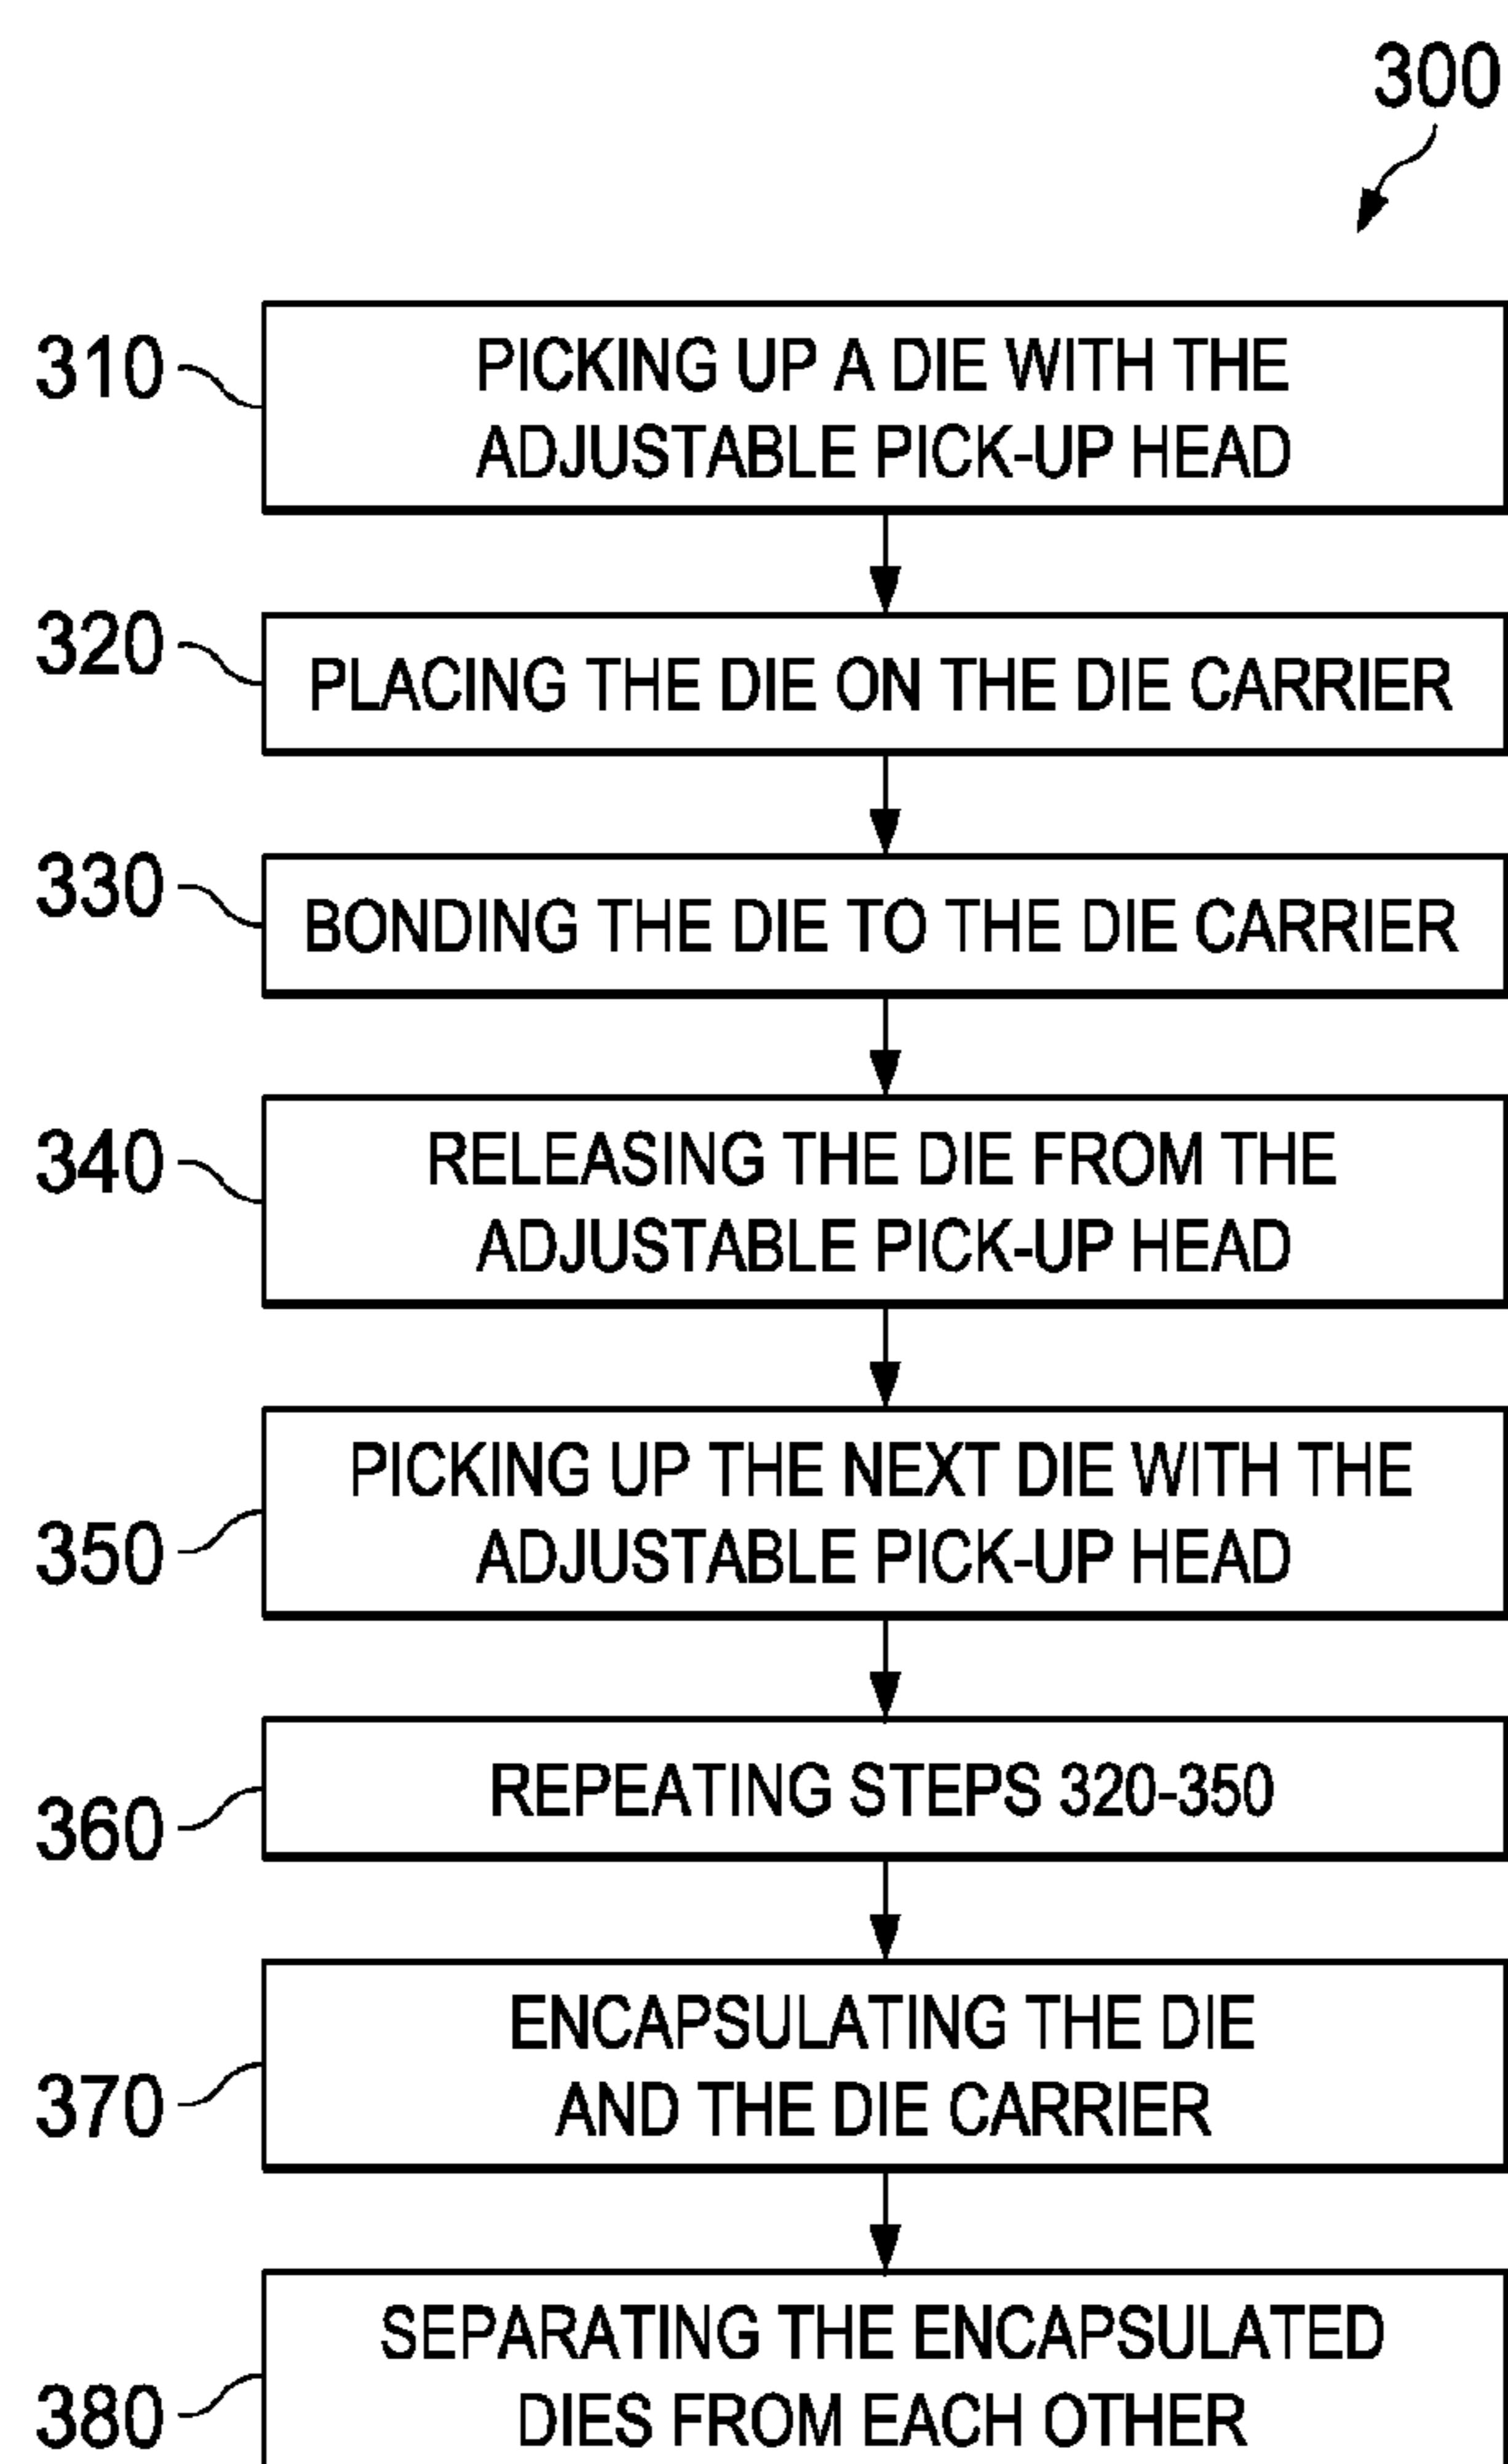 300
310
PICKING UP A DIE WITH THE
ADJUSTABLE PICK-UP HEAD
320
PLACING THE DIE ON THE DIE CARRIER
330
BONDING THE DIE TO THE DIE CARRIER
340
RELEASING THE DIE FROM THE
ADJUSTABLE PICK-UP HEAD
350
PICKING UP THE NEXT DIE WITH THE
ADJUSTABLE PICK-UP HEAD
360
REPEATING STEPS 320-350
370
ENCAPSULATING THE DIE
AND THE DIE CARRIER
380
SEPARATING THE ENCAPSULATED
DIES FROM EACH OTHER